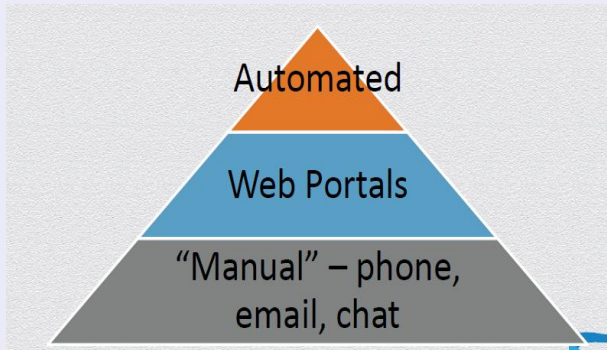 Automated
Web Portals
“Manual” – phone,
email, chat